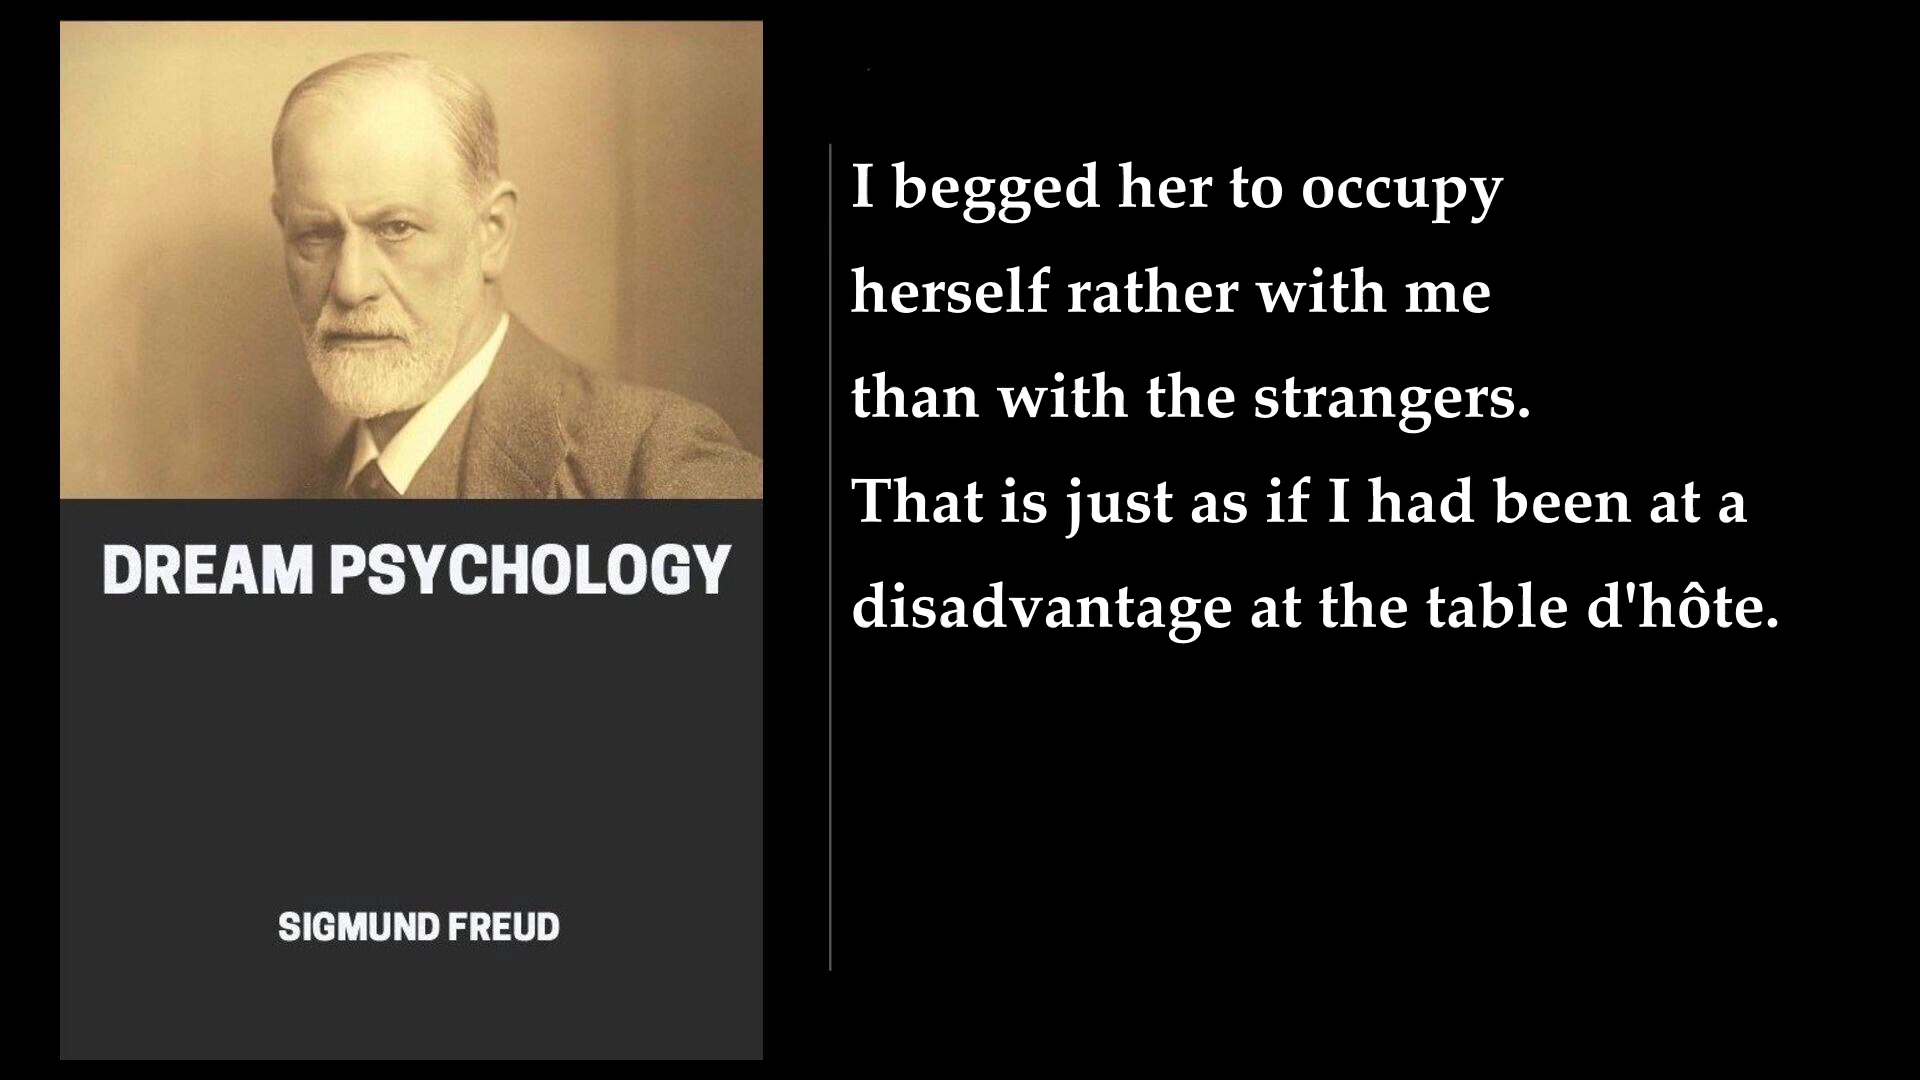 DREAM PSYCHOLOGY
SIGMUND FREUD
I begged her to occupy
herself rather with me
than with the strangers.
That is just as if I had been at a
disadvantage at the table d'hôte.